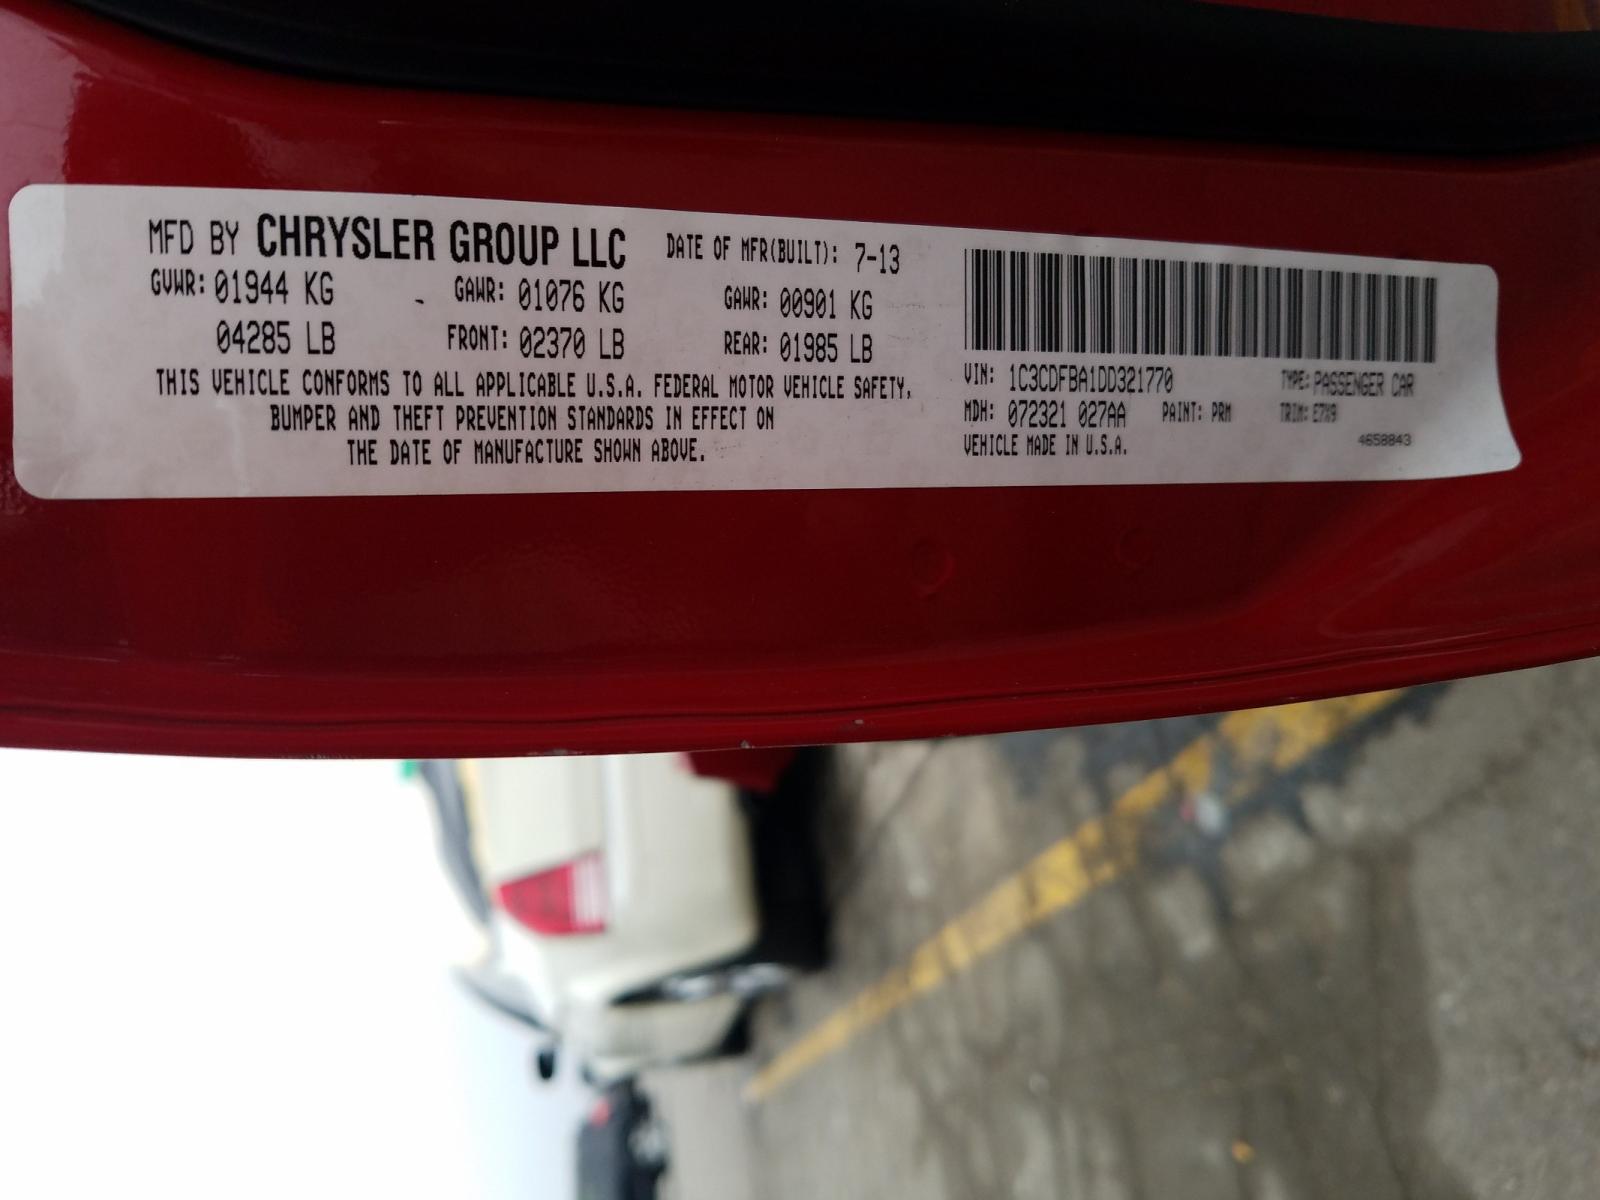 MFD BY CHRYSLER GROUP LLC DATE OF MFR(BUILT): 7-13
GVWR: 01944 KG GAWR: 01076 KG GAWR: 00901 KG
04285 LB FRONT: 02370 LB REAR: 01985 LB
THIS VEHICLE CONFORMS TO ALL APPLICABLE U.S.A. FEDERAL MOTOR VEHICLE SAFETY,
BUMPER AND THEFT PREVENTION STANDARDS IN EFFECT ON
THE DATE OF MANUFACTURE SHOWN ABOVE.
VIN: 1C3CDFBA1DD321770 TYPE: PASSENGER CAR
MDH: 072321 027AA PAINT: PRM TRIM: E7X9
VEHICLE MADE IN U.S.A. 4658843